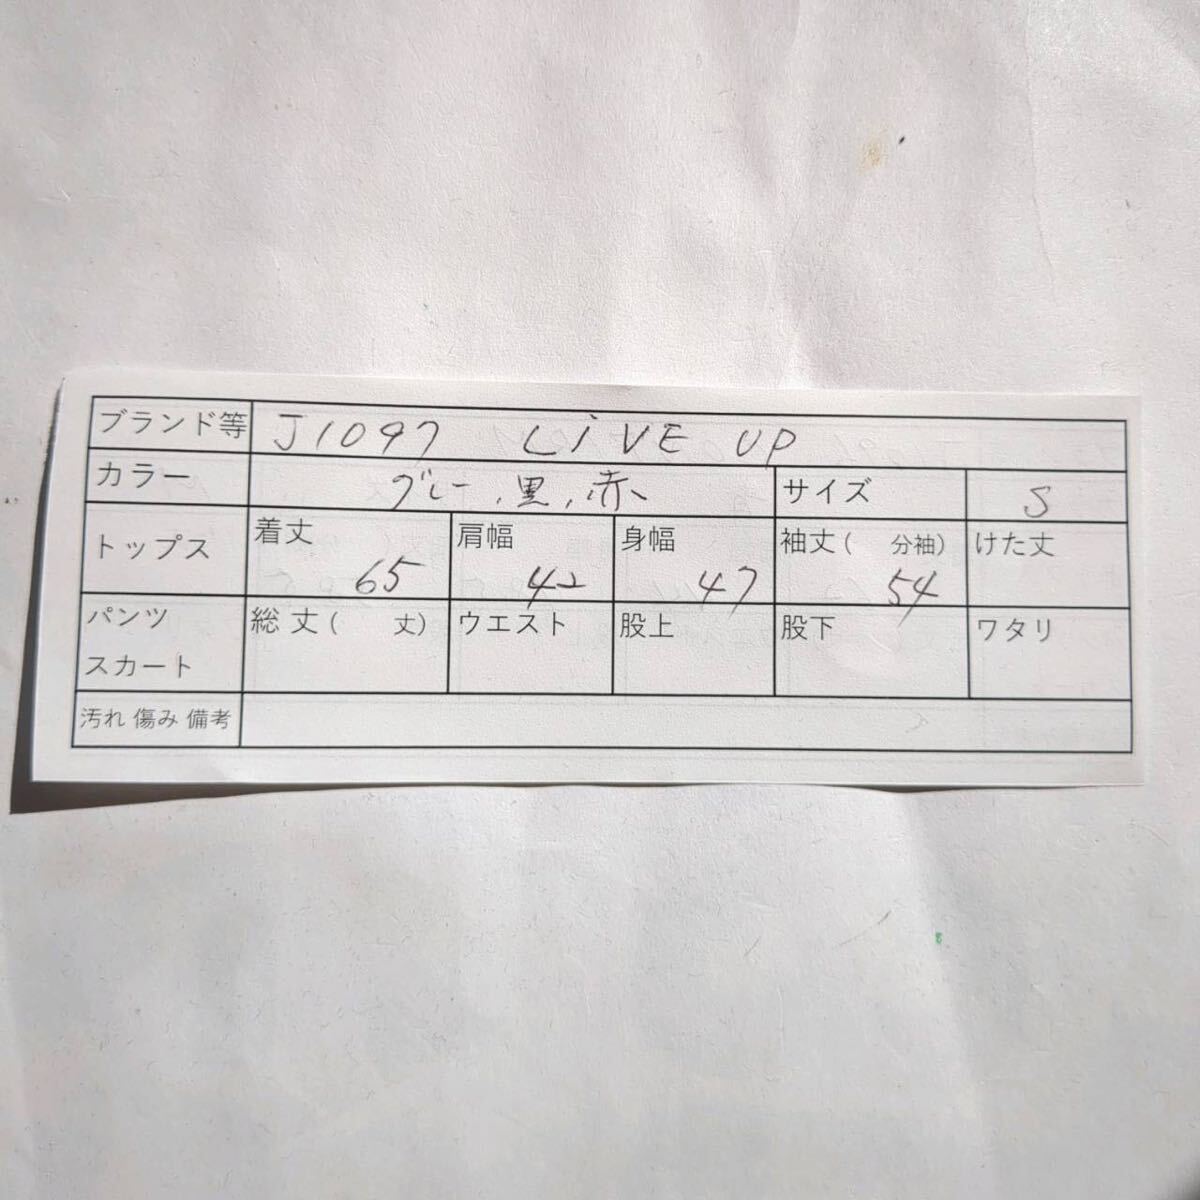 ブランド等 J1097 LiVE UP
カラー グレー、黒、赤、 サイズ S
トップス 着丈 65 肩幅 42 身幅 47 袖丈( 分袖) 54 けた丈
パンツ スカート 総丈( 丈) ウエスト 股上 股下 ワタリ
汚れ 傷み 備考